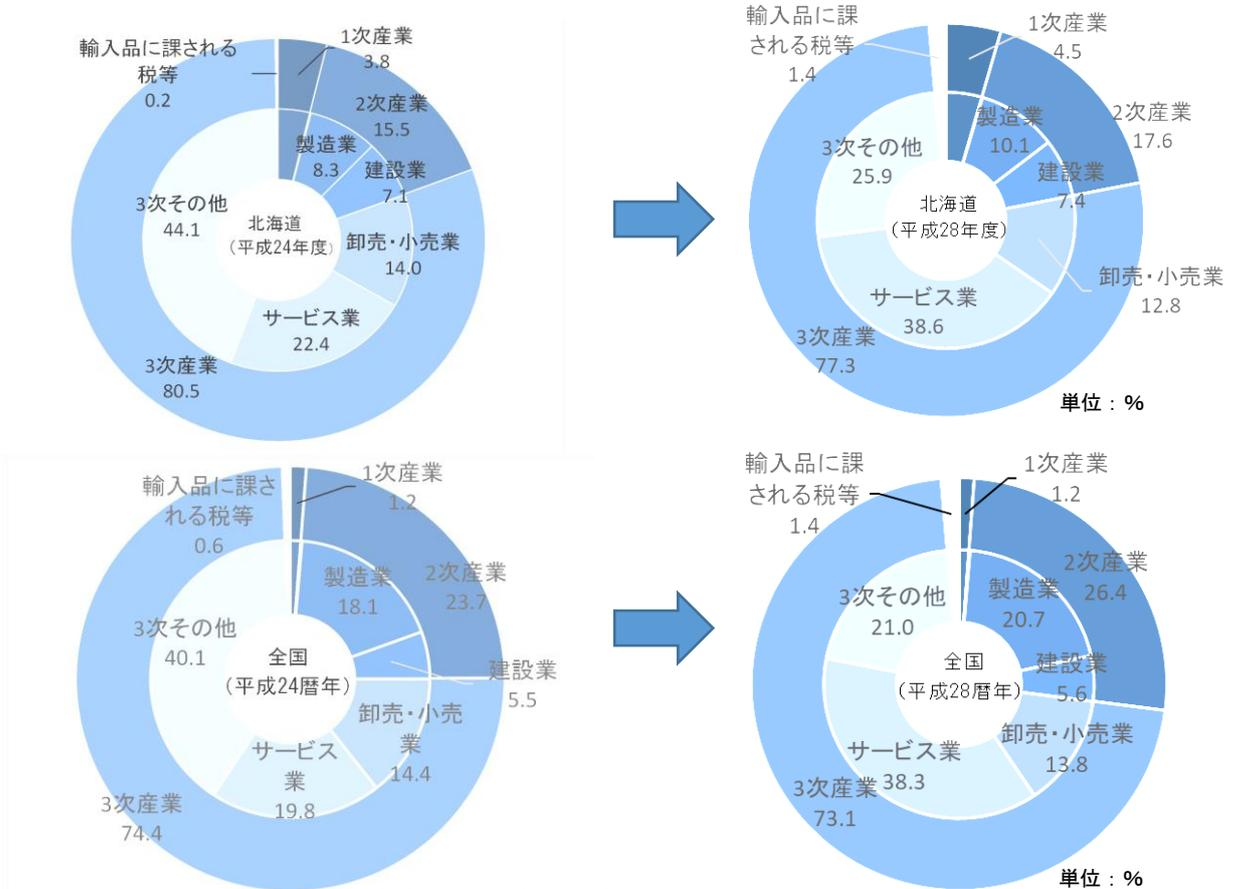 輸入品に課される
税等
0.2
1次産業
3.8
2次産業
15.5
製造業
8.3
建設業
7.1
3次その他
44.1
北海道
（平成24年度）
卸売・小売業
14.0
サービス業
22.4
3次産業
80.5
輸入品に課
される税等
1.4
1次産業
4.5
2次産業
17.6
製造業
10.1
建設業
7.4
3次その他
25.9
北海道
（平成28年度）
卸売・小売業
12.8
サービス業
38.6
3次産業
77.3
単位：％
輸入品に課さ
れる税等
0.6
1次産業
1.2
2次産業
23.7
製造業
18.1
建設業
5.5
3次その他
40.1
全国
（平成24暦年）
卸売・小売
業
14.4
サービス
業
19.8
3次産業
74.4
輸入品に課
される税等
1.4
1次産業
1.2
2次産業
26.4
製造業
20.7
建設業
5.6
3次その他
21.0
全国
（平成28暦年）
卸売・小売業
13.8
サービス業
38.3
3次産業
73.1
単位：％